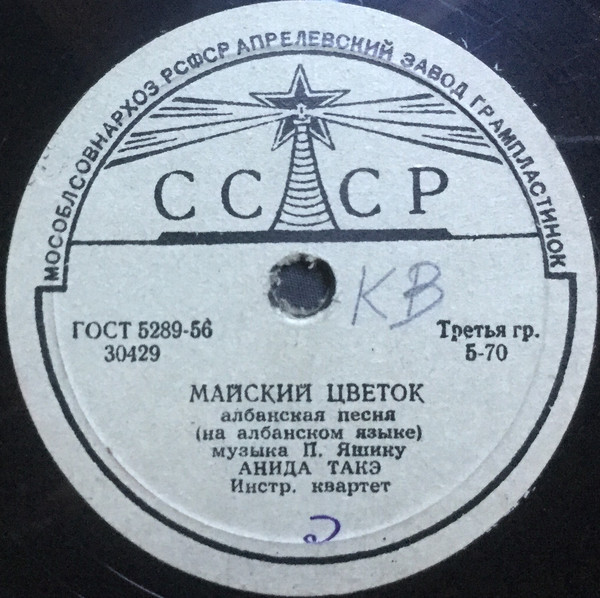 МОСОБЛСОВНАРХОЗ РСФСР АПРЕЛЕВСКИЙ ЗАВОД ГРАМПЛАСТИНОК
СССР
КВ
ГОСТ 5289-56
30429
Третья гр.
5-70
МАЙСКИЙ ЦВЕТОК
албанская песня
(на албанском языке)
музыка П. Яшику
АНИДА ТАКЭ
Инстр. квартет